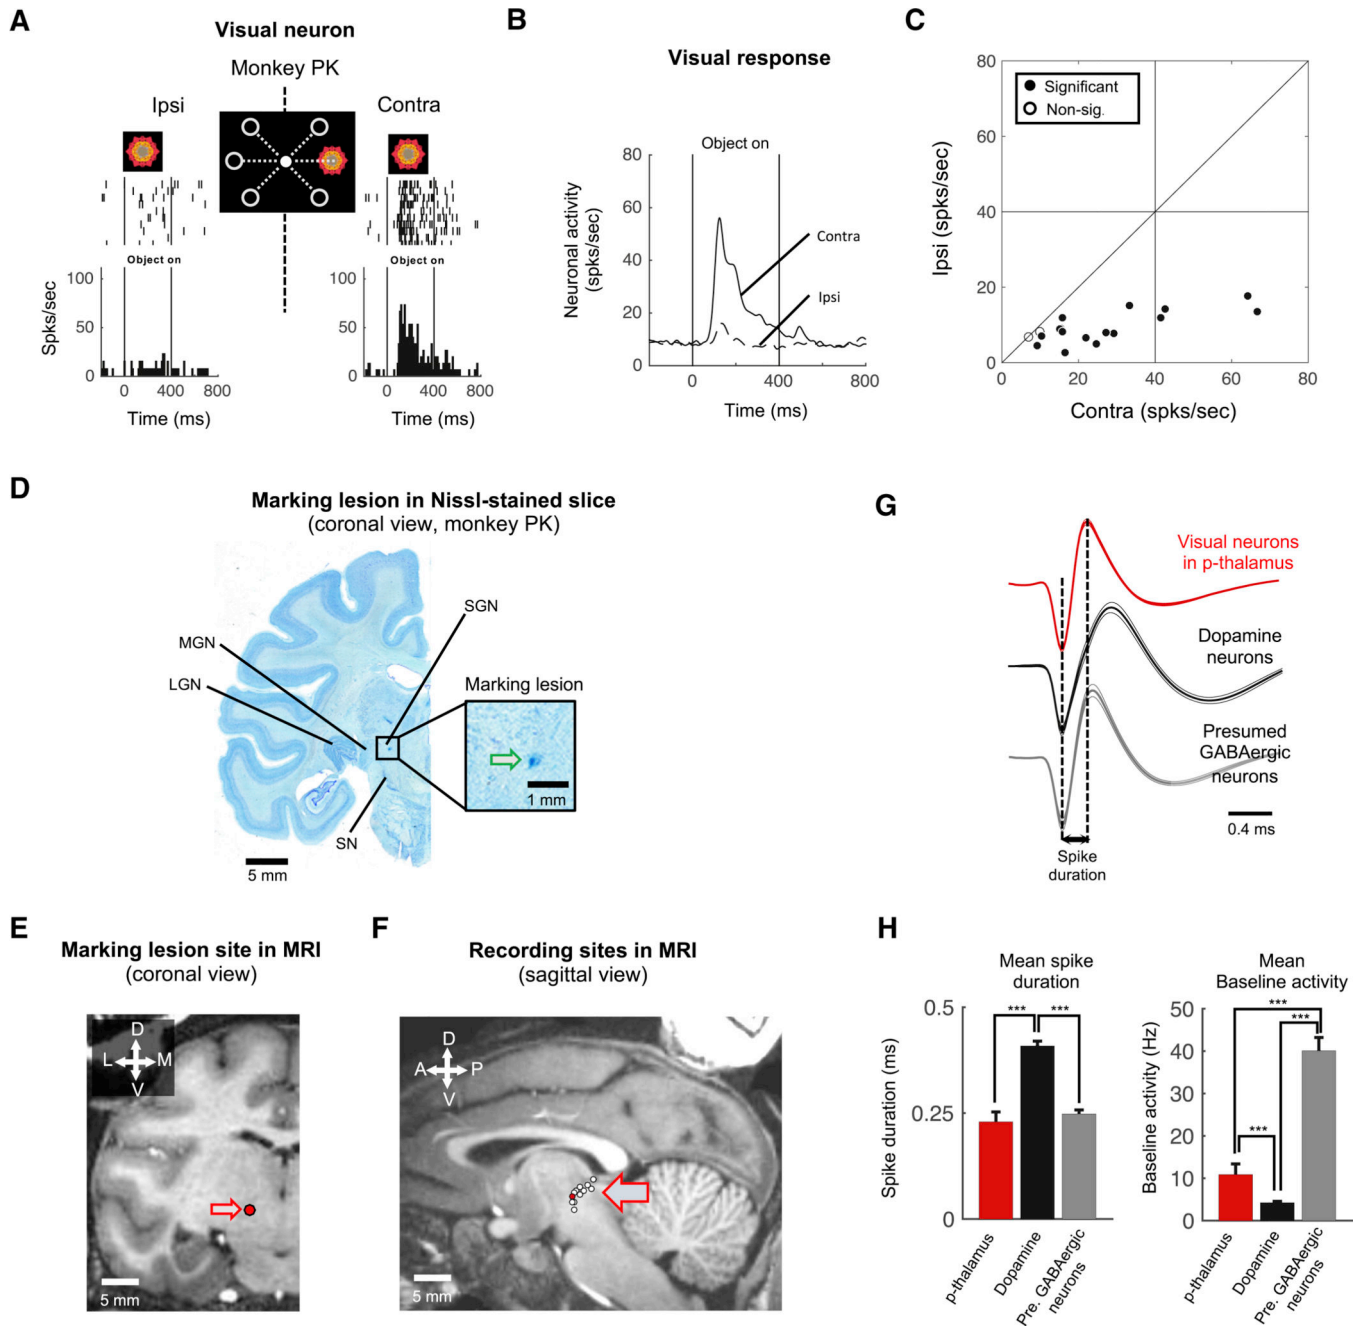 A
Visual neuron
Monkey PK
Ipsi
Contra
Object on
Object on
Spks/sec
100
50
0
0
400
800
Time (ms)
100
50
0
0
400
800
Time (ms)
B
Visual response
Object on
Neuronal activity
(spks/sec)
80
60
40
20
0
Contra
Ipsi
0
400
800
Time (ms)
C
Significant
Non-sig.
Ipsi (spks/sec)
80
60
40
20
0
0
20
40
60
80
Contra (spks/sec)
D
Marking lesion in Nissl-stained slice
(coronal view, monkey PK)
SGN
MGN
LGN
Marking lesion
1 mm
SN
5 mm
E
Marking lesion site in MRI
(coronal view)
D
L
M
V
5 mm
F
Recording sites in MRI
(sagittal view)
D
A
P
V
5 mm
G
Visual neurons
in p-thalamus
Dopamine
neurons
Presumed
GABAergic
neurons
0.4 ms
Spike
duration
H
Mean spike
duration
Spike duration (ms)
0.5
0.25
0
***
***
p-thalamus
Dopamine
Pre. GABAergic
neurons
Mean
Baseline activity
Baseline activity (Hz)
50
40
30
20
10
0
***
***
***
p-thalamus
Dopamine
Pre. GABAergic
neurons